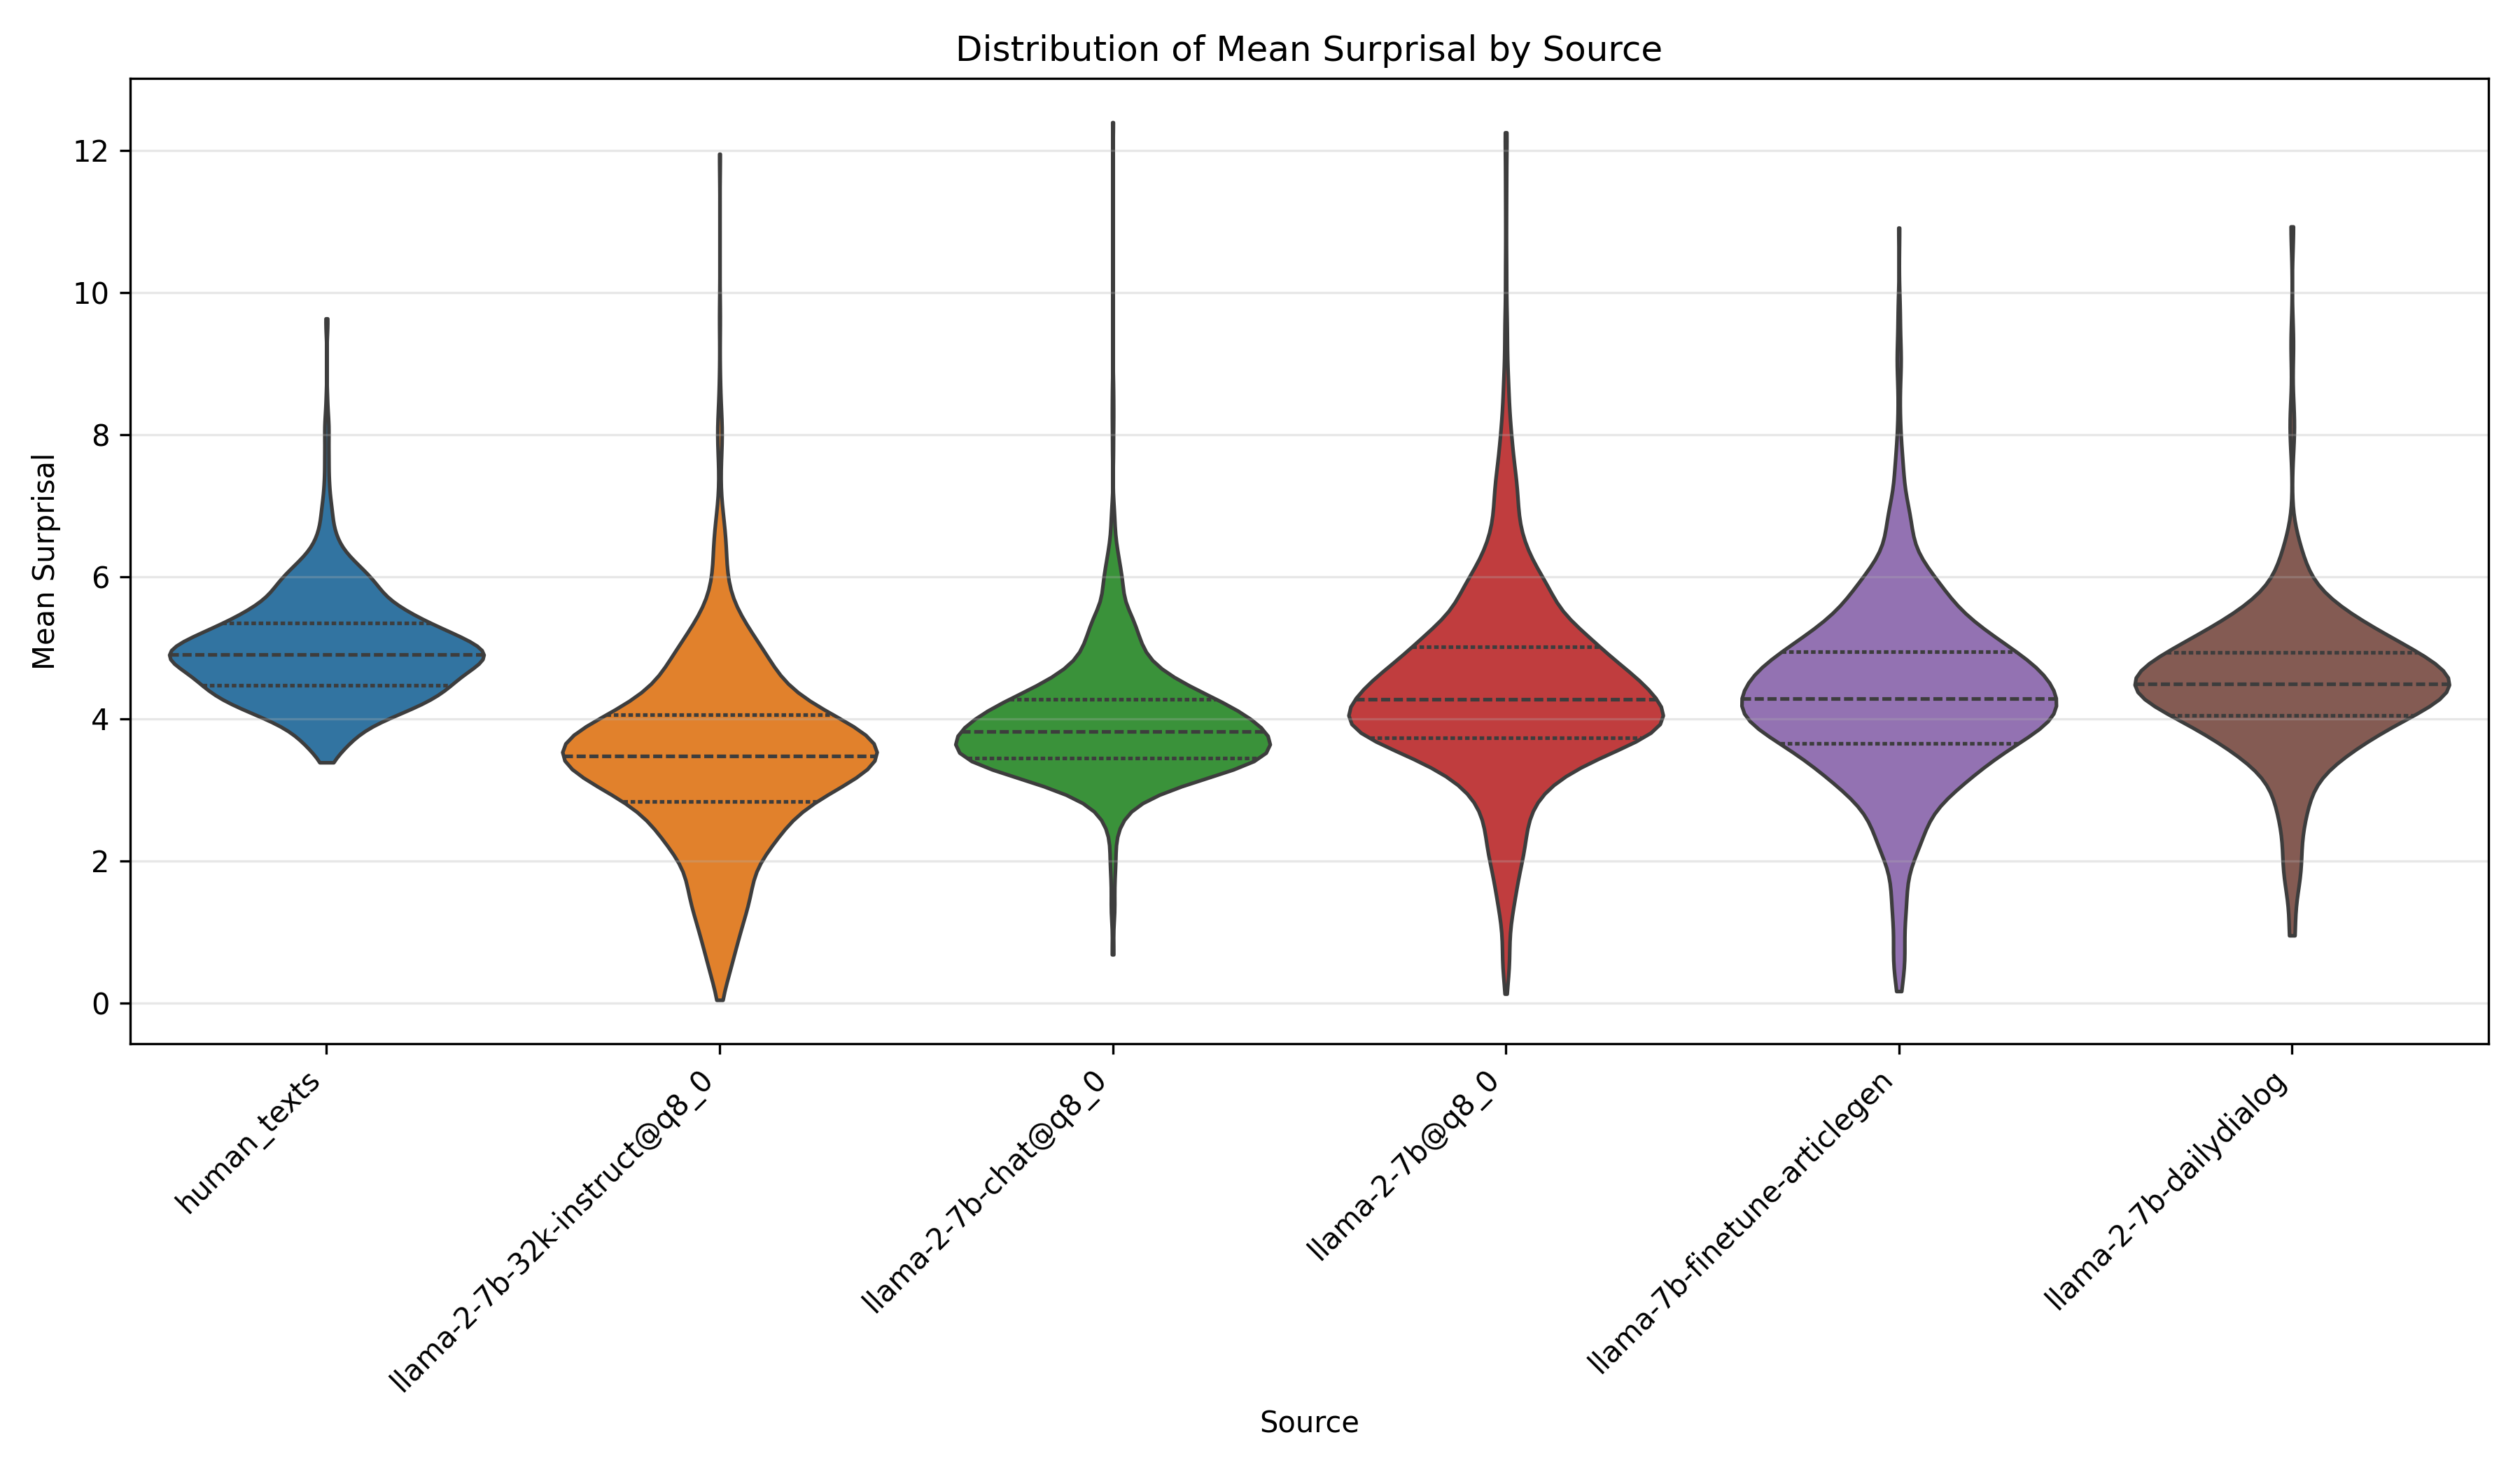 Distribution of Mean Surprisal by Source
Mean Surprisal
12
10
8
6
4
2
0
human_texts
llama-2-7b-32k-instruct@q8_0
llama-2-7b-chat@q8_0
llama-2-7b@q8_0
llama-7b-finetune-articlegen
llama-2-7b-dailydialog
Source